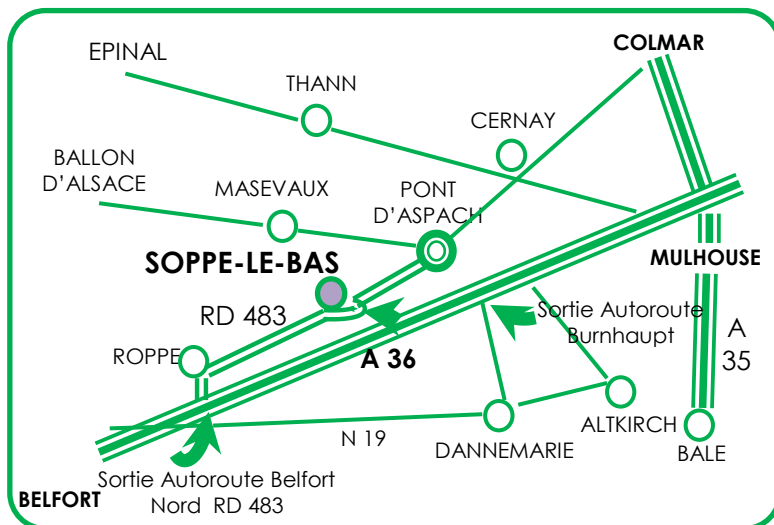 COLMAR
EPINAL
THANN
CERNAY
BALLON
D'ALSACE
MASEVAUX
PONT
D'ASPACH
SOPPE-LE-BAS
MULHOUSE
RD 483
Sortie Autoroute
Burnhaupt
A
35
ROPPE
A 36
N 19
DANNEMARIE
ALTKIRCH
BALE
Sortie Autoroute Belfort
Nord RD 483
BELFORT